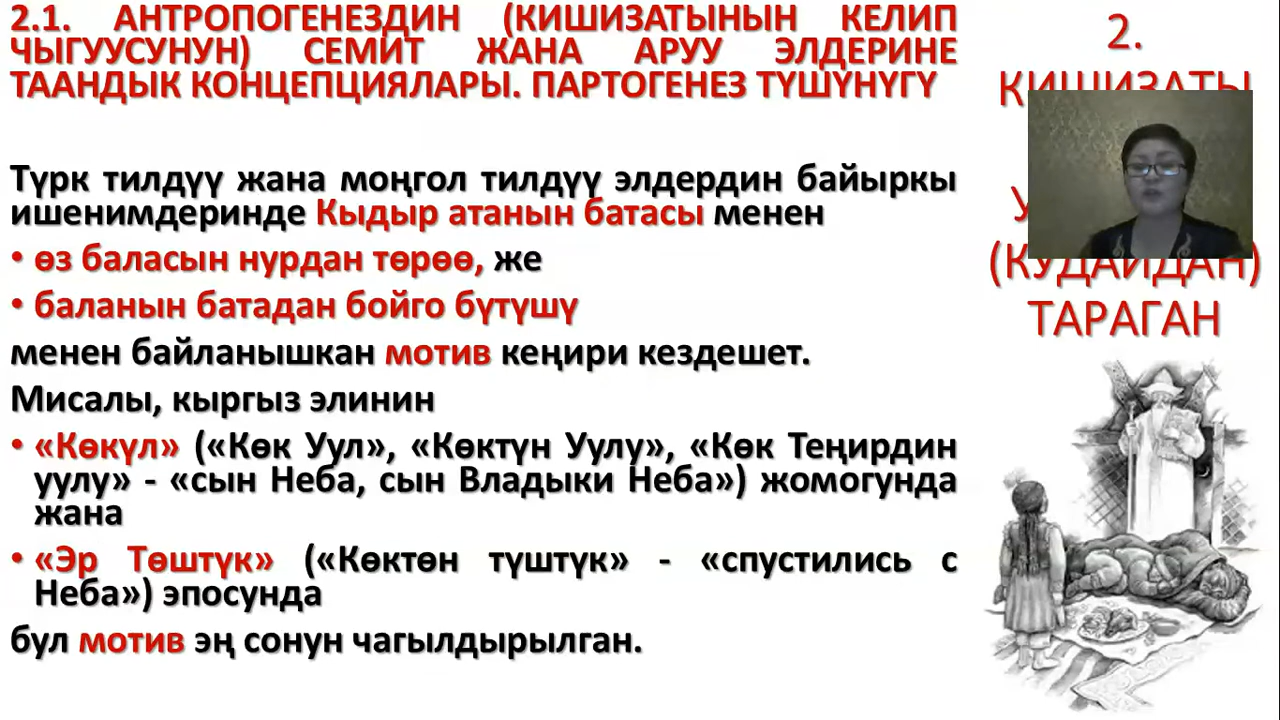 2.1. АНТРОПОГЕНЕЗДИН (КИШИЗАТЫНЫН КЕЛИП
ЧЫГУУСУНУН) СЕМИТ ЖАНА АРУУ ЭЛДЕРИНЕ
ТААНДЫК КОНЦЕПЦИЯЛАРЫ. ПАРТОГЕНЕЗ ТҮШҮНҮГҮ
Түрк тилдүү жана моңгол тилдүү элдердин байыркы
ишенимдеринде Кыдыр атанын батасы менен
• өз баласын нурдан төрөө, же
• баланын батадан бойго бүтүшү
менен байланышкан мотив кеңири кездешет.
Мисалы, кыргыз элинин
• «Көкүл» («Көк Уул», «Көктүн Уулу», «Көк Теңирдин
уулу» - «сын Неба, сын Владыки Неба») жомогунда
жана
• «Эр Төштүк» («Көктөн түштүк» - «спустились с
Неба») эпосунда
бул мотив эң сонун чагылдырылган.
2.
КИШИЗАТЫ
(КУДАЙДАН)
ТАРАГАН